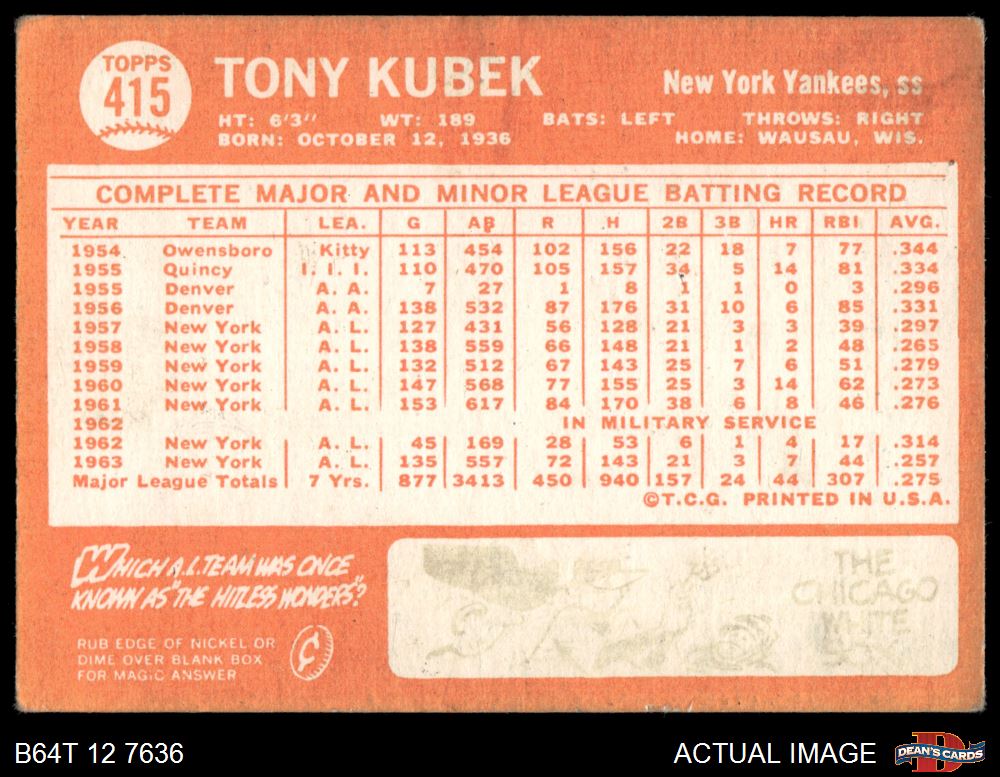 TOPPS
415
TONY KUBEK
New York Yankees, ss
HT: 6'3" WT: 189 BATS: LEFT THROWS: RIGHT
BORN: OCTOBER 12, 1936 HOME: WAUSAU, WIS.
COMPLETE MAJOR AND MINOR LEAGUE BATTING RECORD
YEAR TEAM LEA. G AB R H 2B 3B HR RBI AVG.
1954 Owensboro Kitty 113 454 102 156 22 18 7 77 .344
1955 Quincy I. I. I. 110 470 105 157 34 5 14 81 .334
1955 Denver A. A. 7 27 1 8 1 1 0 3 .296
1956 Denver A. A. 138 532 87 176 31 10 6 85 .331
1957 New York A. L. 127 431 56 128 21 3 3 39 .297
1958 New York A. L. 138 559 66 148 21 1 2 48 .265
1959 New York A. L. 132 512 67 143 25 7 6 51 .279
1960 New York A. L. 147 568 77 155 25 3 14 62 .273
1961 New York A. L. 153 617 84 170 38 6 8 46 .276
1962 IN MILITARY SERVICE
1962 New York A. L. 45 169 28 53 6 1 4 17 .314
1963 New York A. L. 135 557 72 143 21 3 7 44 .257
Major League Totals 7 Yrs. 877 3413 450 940 157 24 44 307 .275
©T.C.G. PRINTED IN U.S.A.
WHICH A.L. TEAM WAS ONCE
KNOWN AS "THE HITLESS WONDERS"?
RUB EDGE OF NICKEL OR
DIME OVER BLANK BOX
FOR MAGIC ANSWER
THE
CHICAGO
WHITE
B64T 12 7636
ACTUAL IMAGE
DEAN'S CARDS